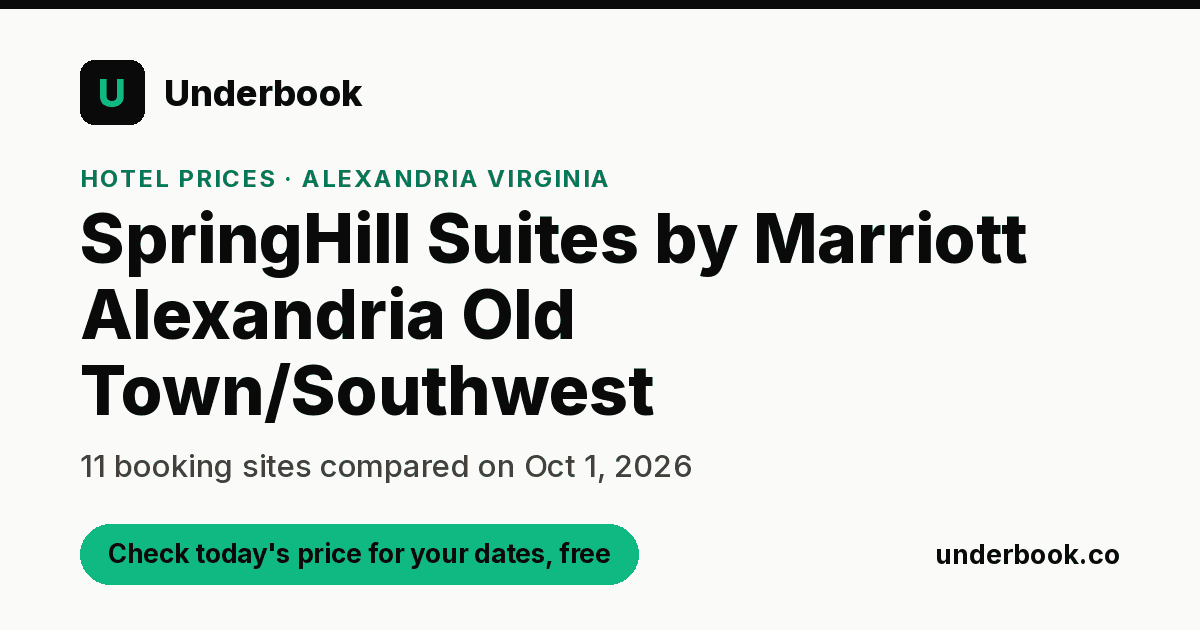 U Underbook
HOTEL PRICES · ALEXANDRIA VIRGINIA
SpringHill Suites by Marriott
Alexandria Old
Town/Southwest
11 booking sites compared on Oct 1, 2026
Check today's price for your dates, free
underbook.co